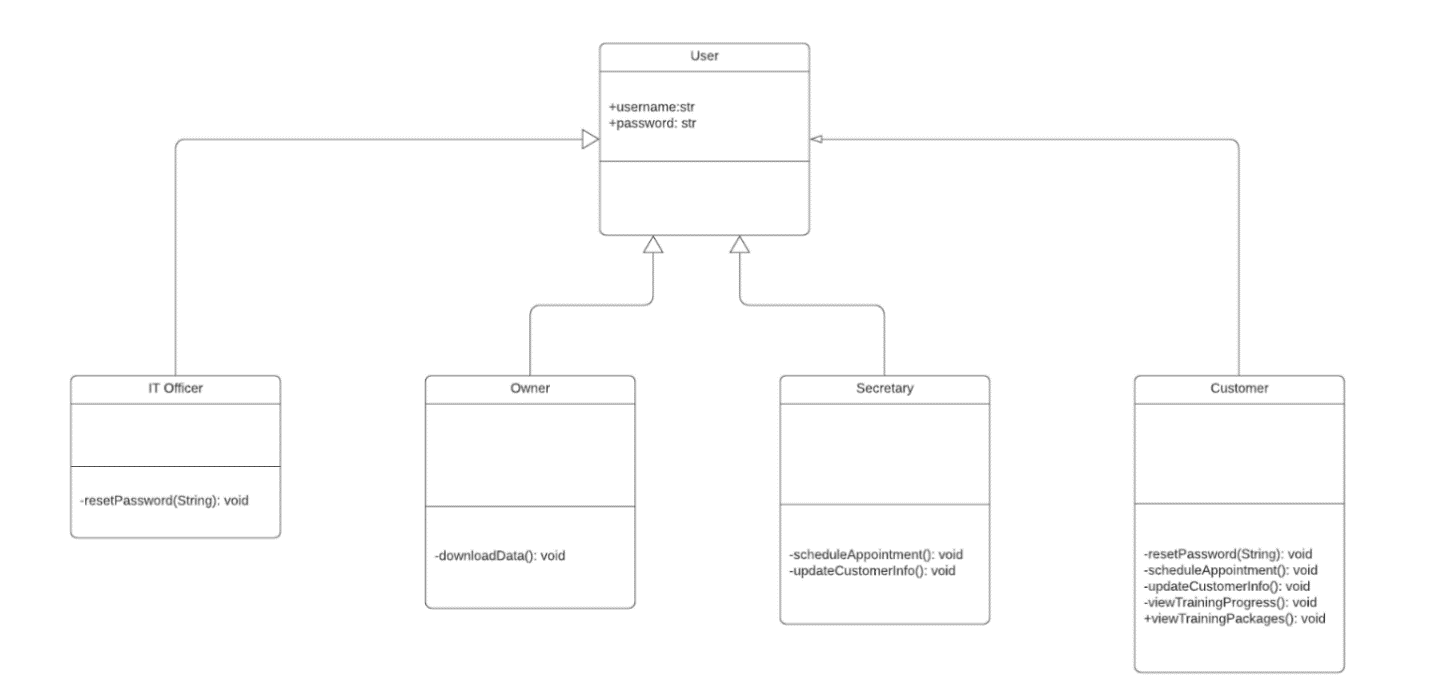 User
+username:str
+password: str
IT Officer
-resetPassword(String): void
Owner
-downloadData(): void
Secretary
-scheduleAppointment(): void
-updateCustomerInfo(): void
Customer
-resetPassword(String): void
-scheduleAppointment(): void
-updateCustomerInfo(): void
-viewTrainingProgress(): void
+viewTrainingPackages(): void